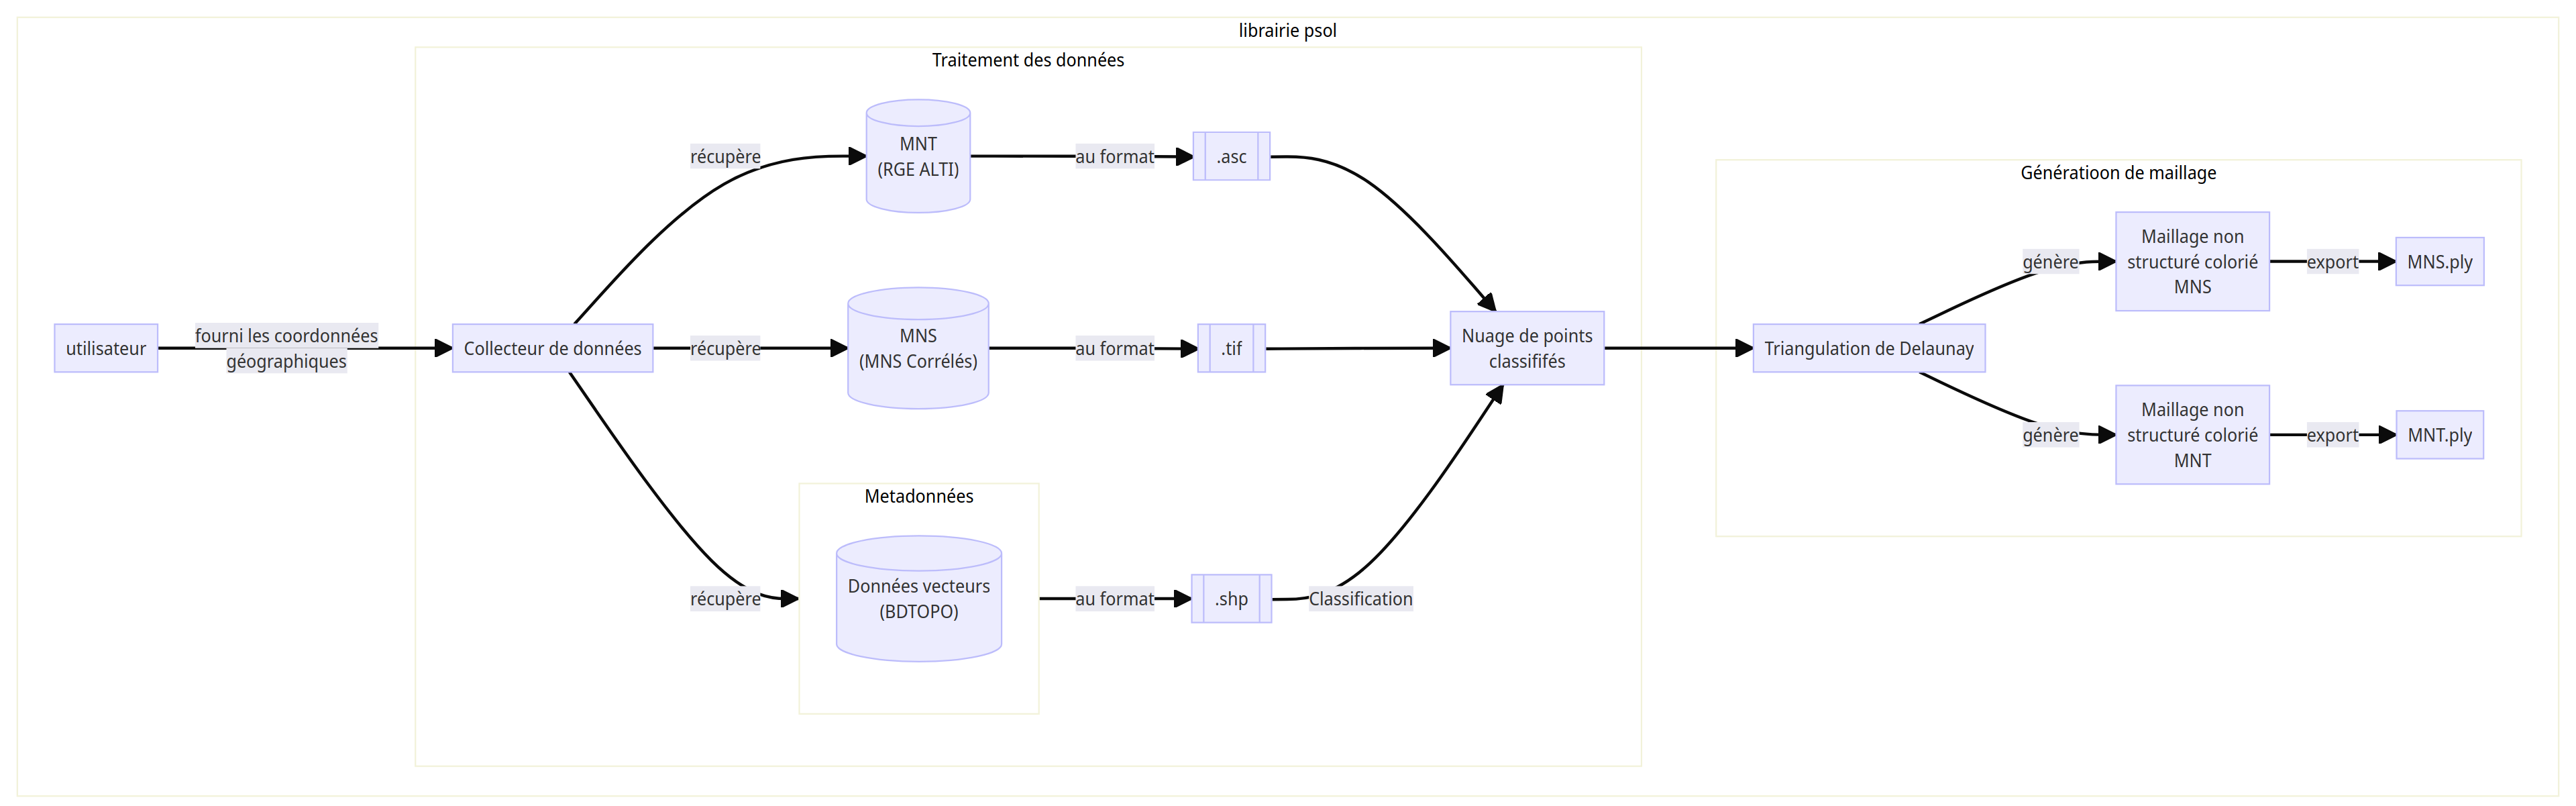 librairie psol
Traitement des données
MNT
(RGE ALTI)
récupère
au format
.asc
Génératioon de maillage
Maillage non
structuré colorié
MNS
génère
export
MNS.ply
utilisateur
fourni les coordonnées
géographiques
Collecteur de données
récupère
MNS
(MNS Corrélés)
au format
.tif
Nuage de points
classififés
Triangulation de Delaunay
Maillage non
structuré colorié
MNT
génère
export
MNT.ply
Metadonnées
récupère
Données vecteurs
(BDTOPO)
au format
.shp
Classification